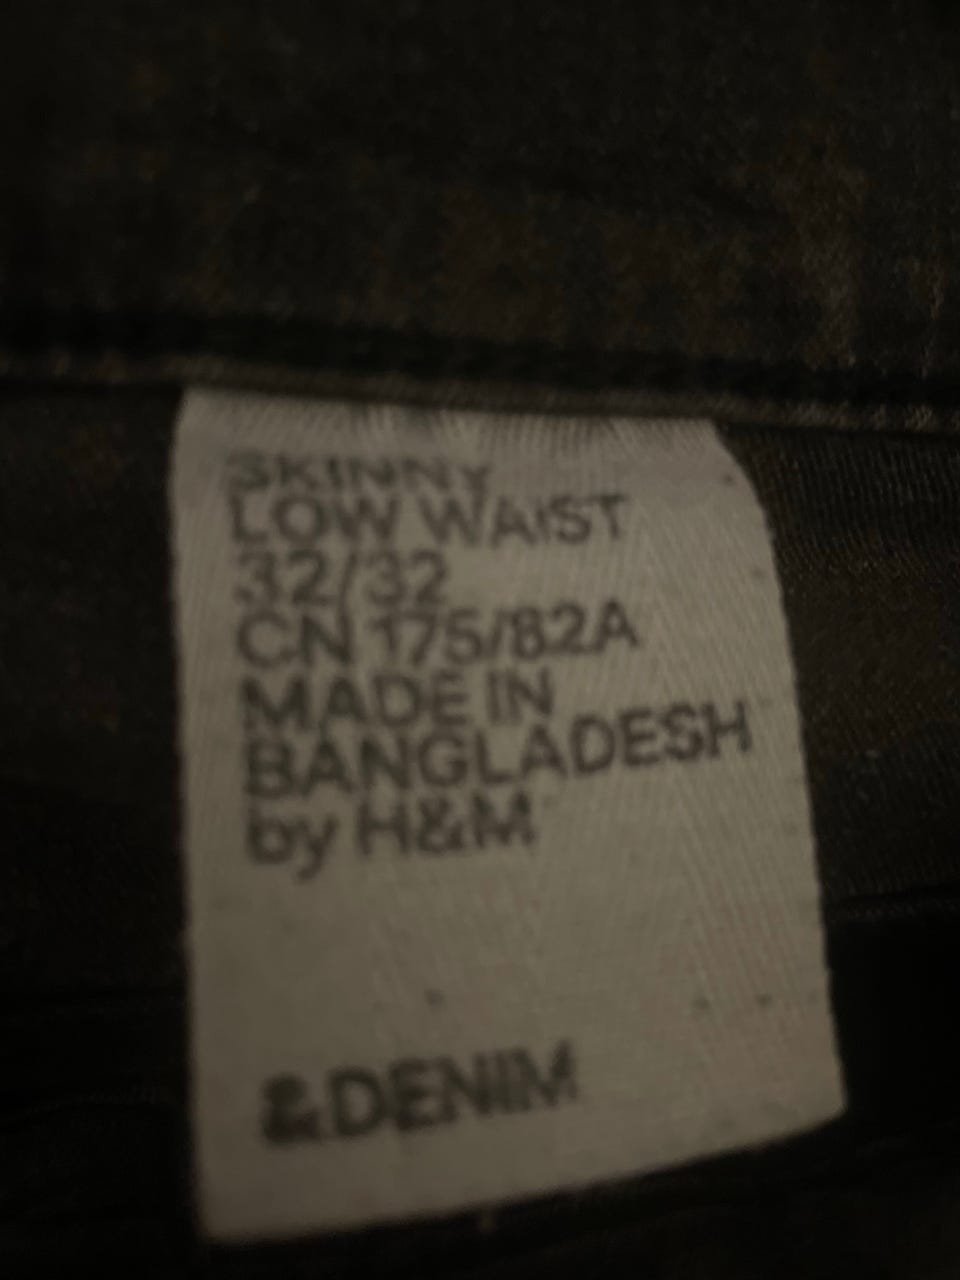 SKINNY
LOW WAIST
32/32
CN 175/82A
MADE IN
BANGLADESH
by H&M
&DENIM